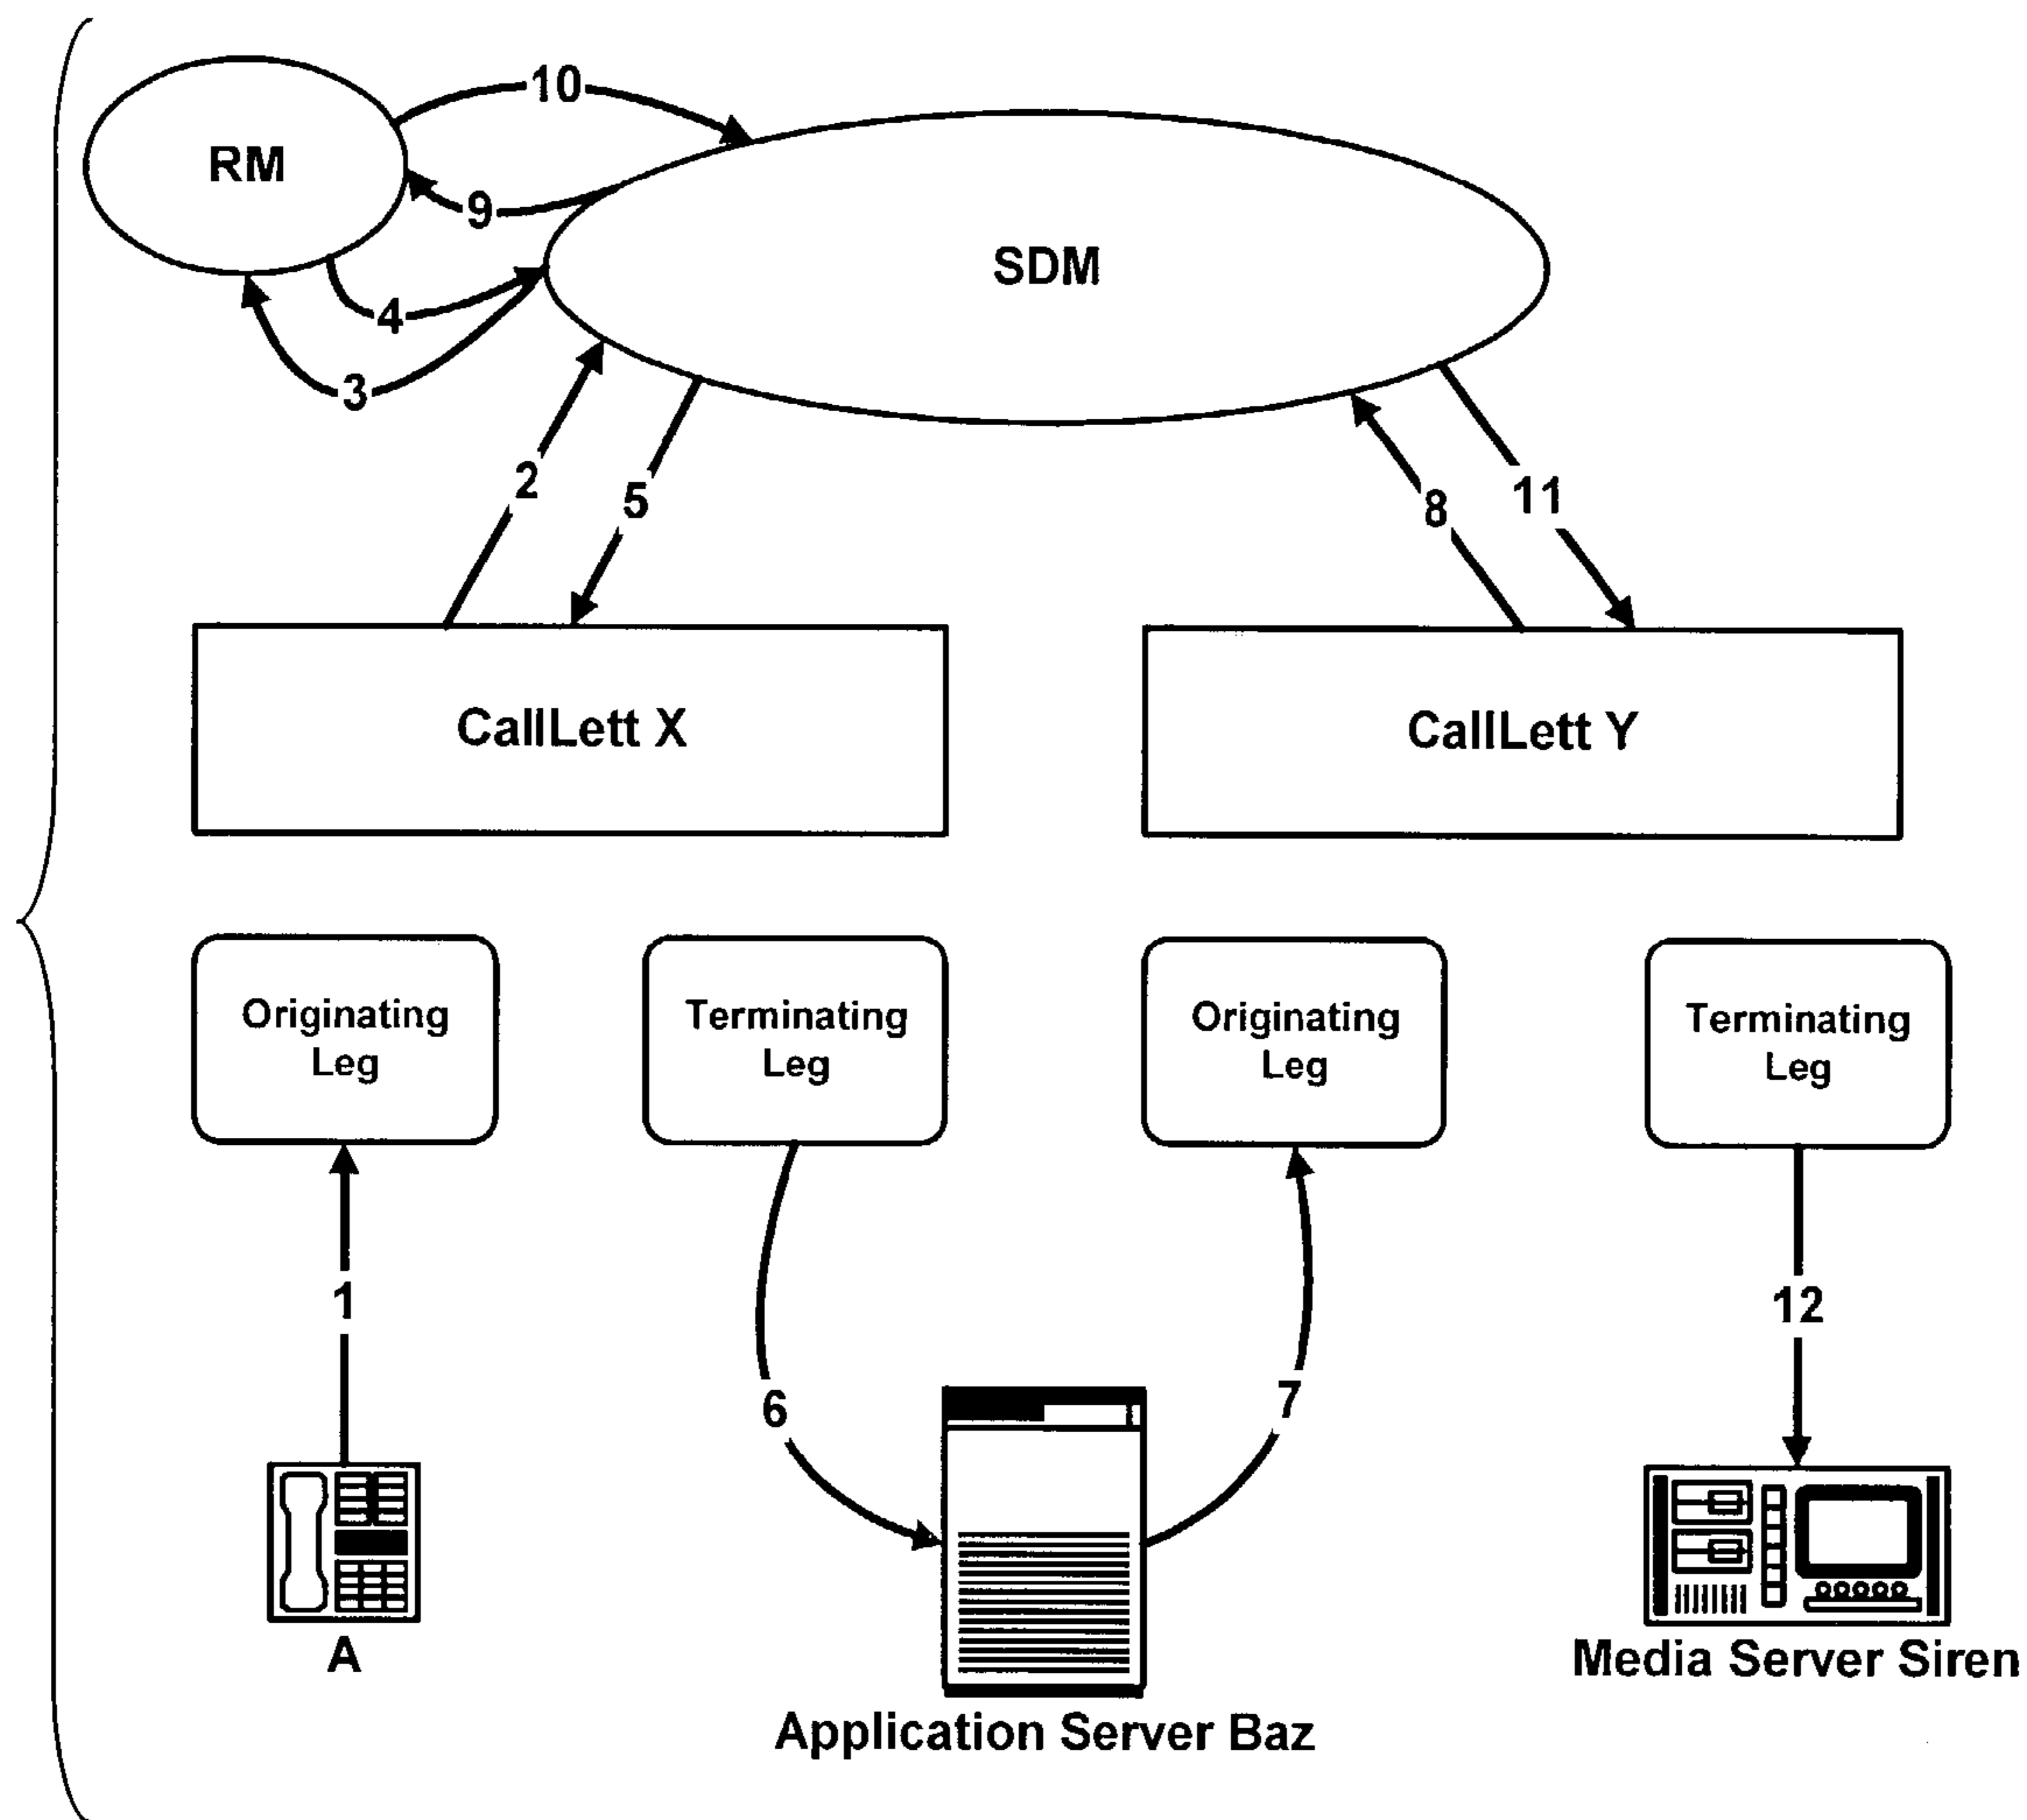 10
RM
9
SDM
4
3
2
5
8
11
CallLett X
CallLett Y
Originating
Leg
Terminating
Leg
Originating
Leg
Terminating
Leg
1
12
6
7
A
Media Server Siren
Application Server Baz